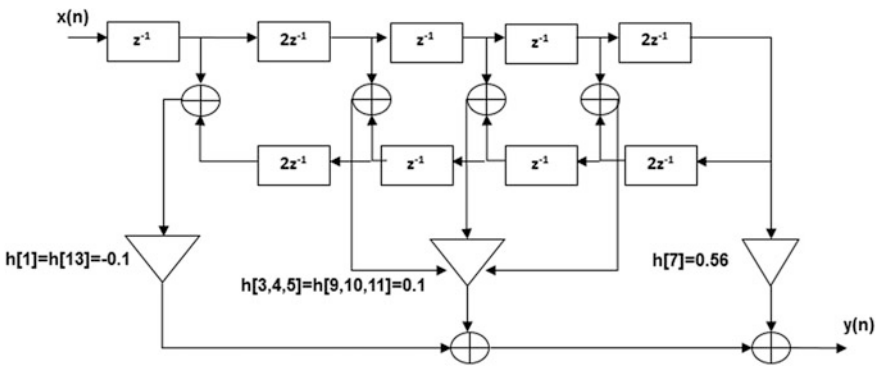 x(n)
z⁻¹
2z⁻¹
z⁻¹
z⁻¹
2z⁻¹
2z⁻¹
z⁻¹
z⁻¹
2z⁻¹
h[1]=h[13]=-0.1
h[3,4,5]=h[9,10,11]=0.1
h[7]=0.56
y(n)